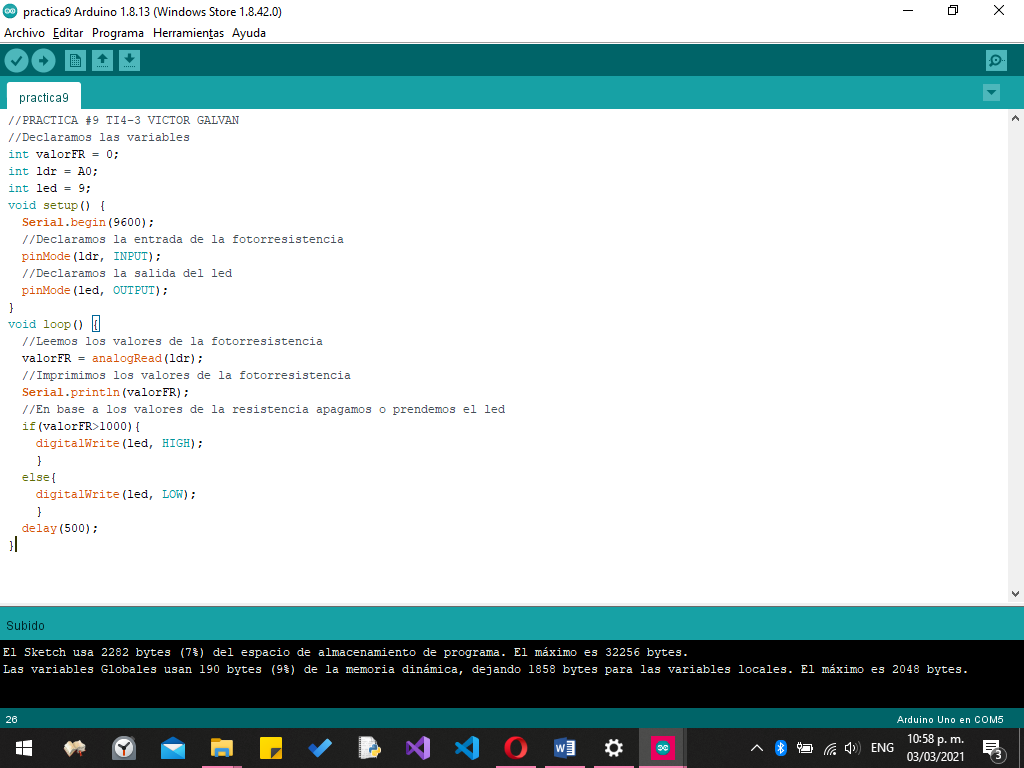 practica9 Arduino 1.8.13 (Windows Store 1.8.42.0)
Archivo Editar Programa Herramientas Ayuda
practica9
//PRACTICA #9 TI4-3 VICTOR GALVAN
//Declaramos las variables
int valorFR = 0;
int ldr = A0;
int led = 9;
void setup() {
  Serial.begin(9600);
  //Declaramos la entrada de la fotorresistencia
  pinMode(ldr, INPUT);
  //Declaramos la salida del led
  pinMode(led, OUTPUT);
}
void loop() {
  //Leemos los valores de la fotorresistencia
  valorFR = analogRead(ldr);
  //Imprimimos los valores de la fotorresistencia
  Serial.println(valorFR);
  //En base a los valores de la resistencia apagamos o prendemos el led
  if(valorFR>1000){
    digitalWrite(led, HIGH);
    }
  else{
    digitalWrite(led, LOW);
    }
  delay(500);
}
Subido
El Sketch usa 2282 bytes (7%) del espacio de almacenamiento de programa. El máximo es 32256 bytes.
Las variables Globales usan 190 bytes (9%) de la memoria dinámica, dejando 1858 bytes para las variables locales. El máximo es 2048 bytes.
26 Arduino Uno en COM5
ENG
10:58 p. m.
03/03/2021
3